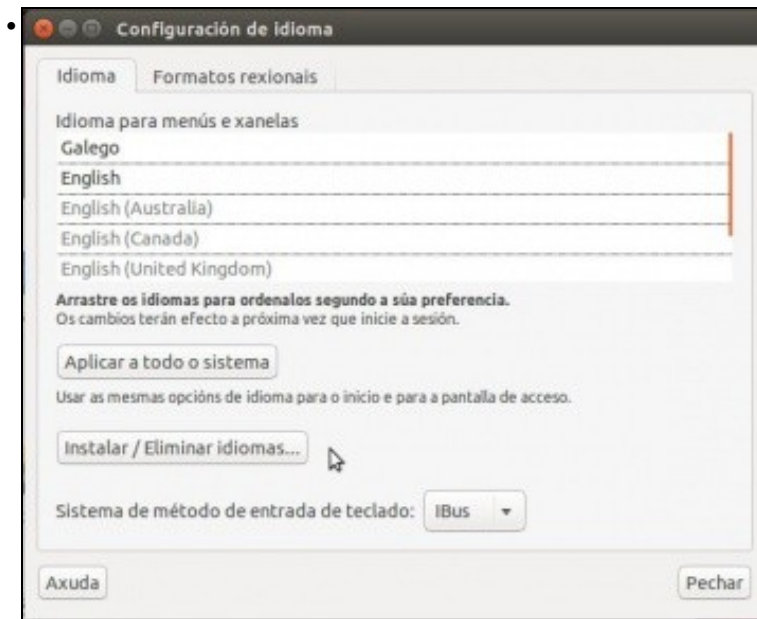 Configuración de idioma
Idioma Formatos rexionais
Idioma para menús e xanelas
Galego
English
English (Australia)
English (Canada)
English (United Kingdom)
Arrastre os idiomas para ordenalos segundo a súa preferencia.
Os cambios terán efecto a próxima vez que inicie a sesión.
Aplicar a todo o sistema
Usar as mesmas opcións de idioma para o inicio e para a pantalla de acceso.
Instalar / Eliminar idiomas...
Sistema de método de entrada de teclado: IBus
Axuda Pechar